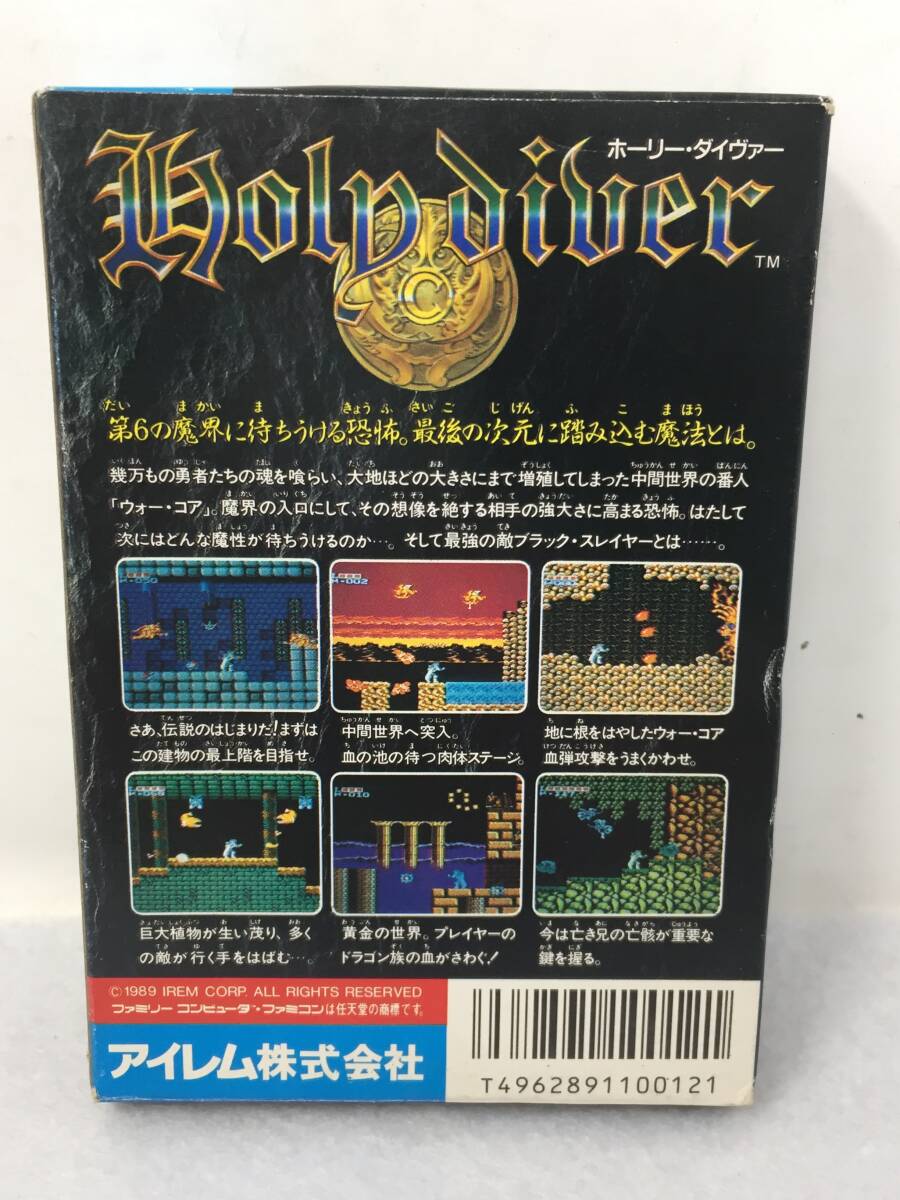 ホーリー・ダイヴァー
Holy diver
TM
第6の魔界に待ちうける恐怖。最後の次元に踏み込む魔法とは。
幾万もの勇者たちの魂を喰らい、大地ほどの大きさにまで増殖してしまった中間世界の番人
「ウォー・コア」。魔界の入口にして、その想像を絶する相手の強大さに高まる恐怖。はたして
次にはどんな魔性が待ちうけるのか…。そして最強の敵ブラック・スレイヤーとは……。
さあ、伝説のはじまりだ!まずは
この建物の最上階を目指せ。
中間世界へ突入。
血の池の待つ肉体ステージ。
地に根をはやしたウォー・コア
血弾攻撃をうまくかわせ。
巨大植物が生い茂り、多く
の敵が行く手をはばむ…。
黄金の世界。プレイヤーの
ドラゴン族の血がさわぐ!
今は亡き兄の亡骸が重要な
鍵を握る。
©1989 IREM CORP. ALL RIGHTS RESERVED
ファミリーコンピュータ・ファミコンは任天堂の商標です。
アイレム株式会社
T4962891100121